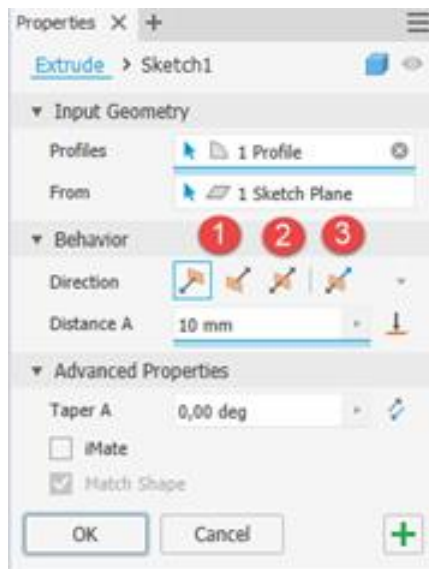 Properties × +
Extrude > Sketch1
Input Geometry
Profiles 1 Profile
From 1 Sketch Plane
Behavior 1 2 3
Direction
Distance A 10 mm
Advanced Properties
Taper A 0,00 deg
iMate
Match Shape
OK Cancel +